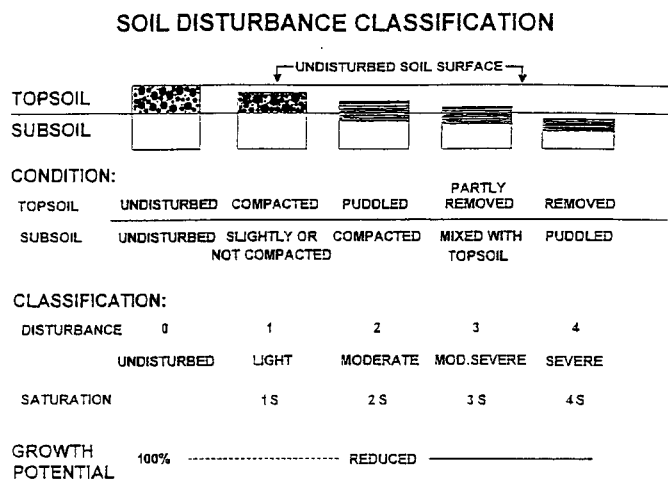 SOIL DISTURBANCE CLASSIFICATION
UNDISTURBED SOIL SURFACE
TOPSOIL
SUBSOIL
CONDITION:
TOPSOIL UNDISTURBED COMPACTED PUDDLED PARTLY REMOVED REMOVED
SUBSOIL UNDISTURBED SLIGHTLY OR NOT COMPACTED COMPACTED MIXED WITH TOPSOIL PUDDLED
CLASSIFICATION:
DISTURBANCE 0 1 2 3 4
UNDISTURBED LIGHT MODERATE MOD.SEVERE SEVERE
SATURATION 1S 2S 3S 4S
GROWTH POTENTIAL 100% REDUCED